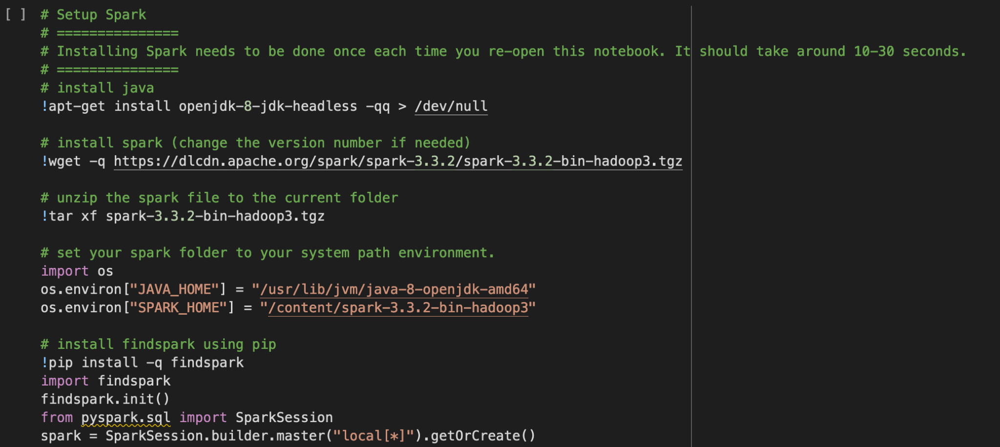 [ ] # Setup Spark
# ===============
# Installing Spark needs to be done once each time you re-open this notebook. It should take around 10-30 seconds.
# ===============
# install java
!apt-get install openjdk-8-jdk-headless -qq > /dev/null
# install spark (change the version number if needed)
!wget -q https://dlcdn.apache.org/spark/spark-3.3.2/spark-3.3.2-bin-hadoop3.tgz
# unzip the spark file to the current folder
!tar xf spark-3.3.2-bin-hadoop3.tgz
# set your spark folder to your system path environment.
import os
os.environ["JAVA_HOME"] = "/usr/lib/jvm/java-8-openjdk-amd64"
os.environ["SPARK_HOME"] = "/content/spark-3.3.2-bin-hadoop3"
# install findspark using pip
!pip install -q findspark
import findspark
findspark.init()
from pyspark.sql import SparkSession
spark = SparkSession.builder.master("local[*]").getOrCreate()